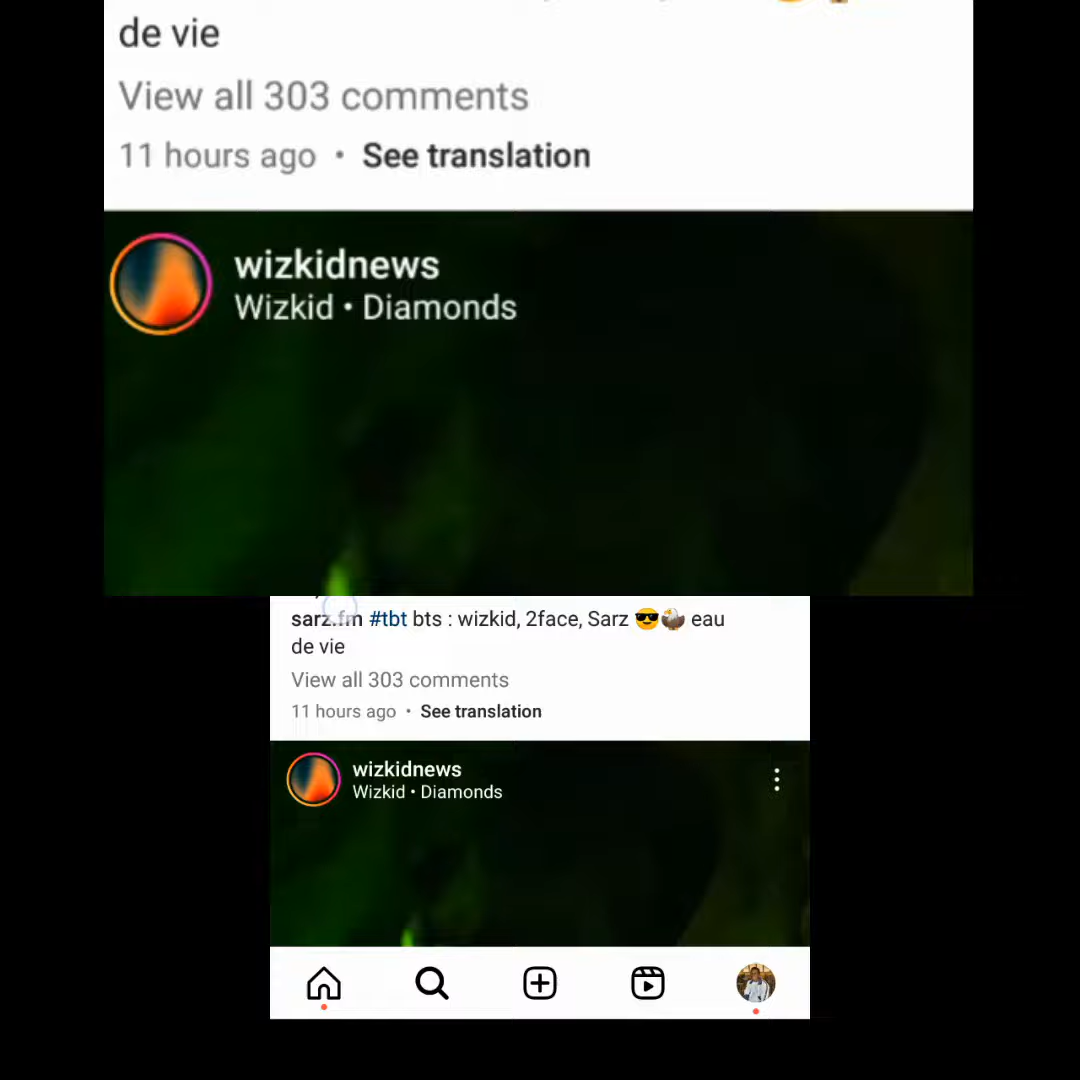 de vie
View all 303 comments
11 hours ago • See translation
wizkidnews
Wizkid • Diamonds
sarz.fm #tbt bts : wizkid, 2face, Sarz 😎🦃 eau
de vie
View all 303 comments
11 hours ago • See translation
wizkidnews
Wizkid • Diamonds